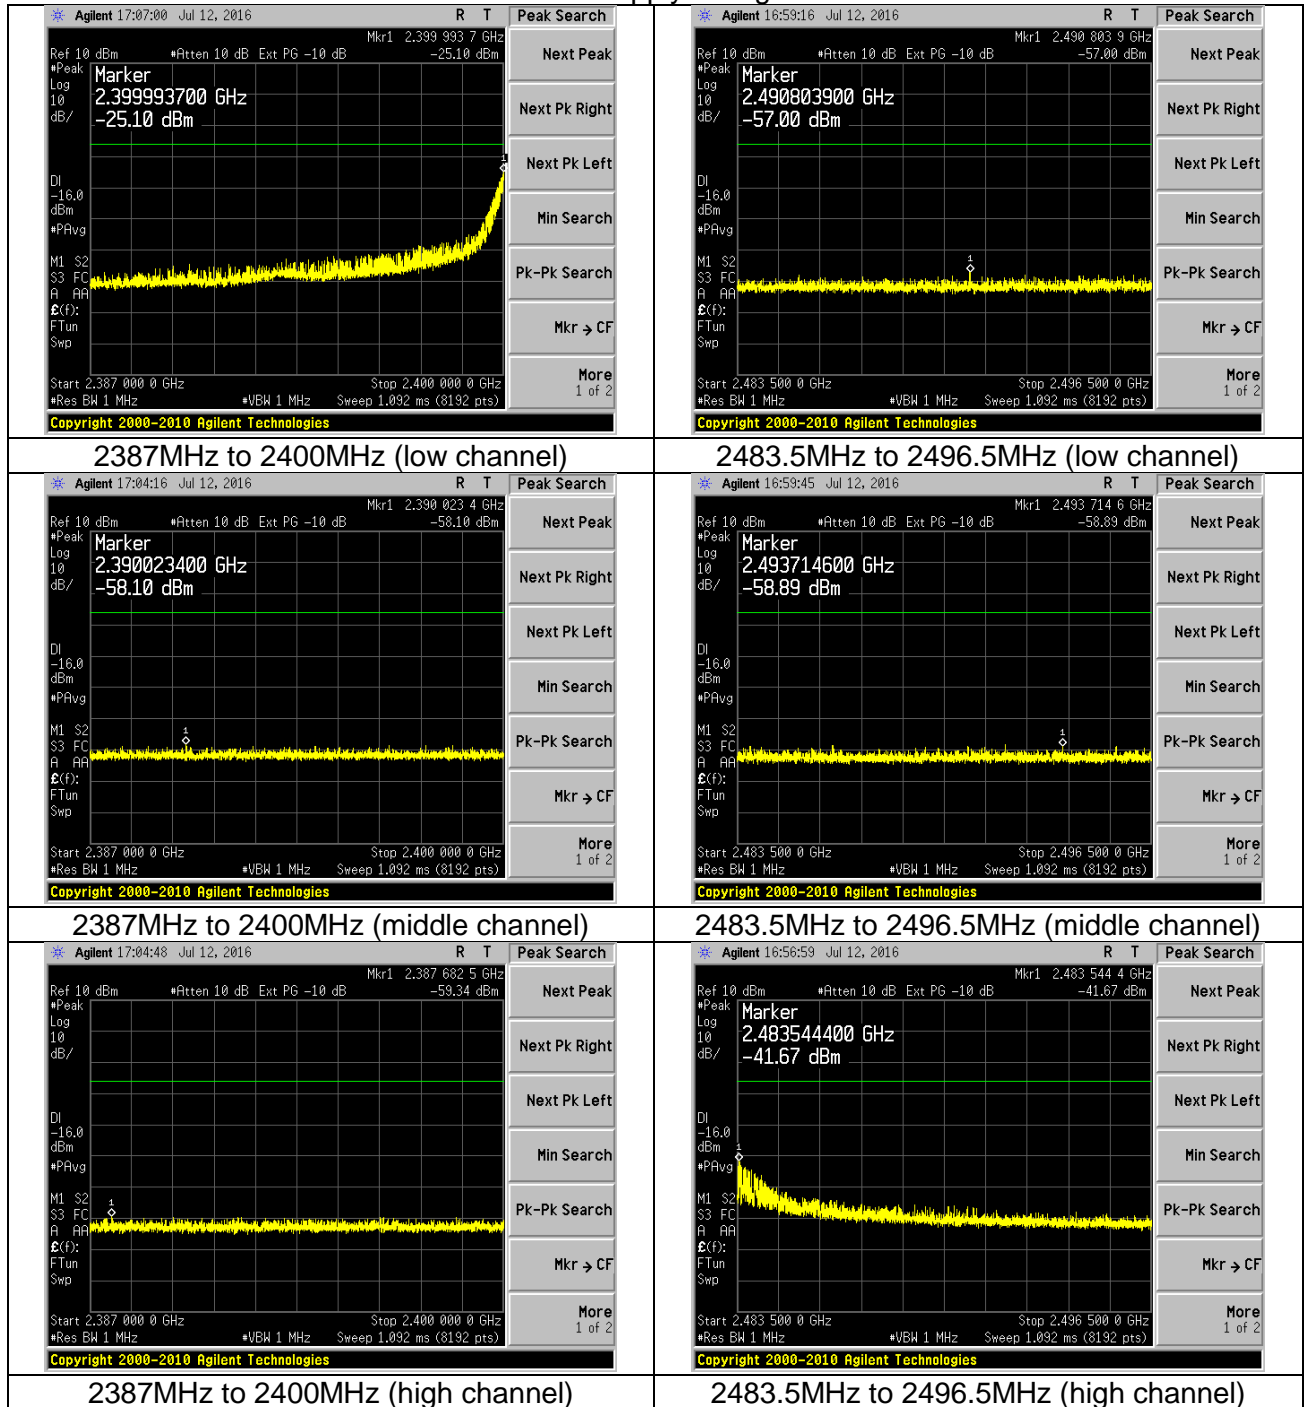 Agilent 17:07:00 Jul 12, 2016 R T Peak Search
Mkr1 2.399 993 7 GHz
Ref 10 dBm #Atten 10 dB Ext PG -10 dB -25.10 dBm
#Peak
Log
10
dB/
Marker
2.399993700 GHz
-25.10 dBm
1
DI
-16.0
dBm
#PAvg
M1 S2
S3 FC
A AA
£(f):
FTun
Swp
Start 2.387 000 0 GHz Stop 2.400 000 0 GHz
#Res BW 1 MHz #VBW 1 MHz Sweep 1.092 ms (8192 pts)
Copyright 2000-2010 Agilent Technologies
Next Peak
Next Pk Right
Next Pk Left
Min Search
Pk-Pk Search
Mkr → CF
More
1 of 2
2387MHz to 2400MHz (low channel)
Agilent 16:59:16 Jul 12, 2016 R T Peak Search
Mkr1 2.490 803 9 GHz
Ref 10 dBm #Atten 10 dB Ext PG -10 dB -57.00 dBm
#Peak
Log
10
dB/
Marker
2.490803900 GHz
-57.00 dBm
1
DI
-16.0
dBm
#PAvg
M1 S2
S3 FC
A AA
£(f):
FTun
Swp
Start 2.483 500 0 GHz Stop 2.496 500 0 GHz
#Res BW 1 MHz #VBW 1 MHz Sweep 1.092 ms (8192 pts)
Copyright 2000-2010 Agilent Technologies
Next Peak
Next Pk Right
Next Pk Left
Min Search
Pk-Pk Search
Mkr → CF
More
1 of 2
2483.5MHz to 2496.5MHz (low channel)
Agilent 17:04:16 Jul 12, 2016 R T Peak Search
Mkr1 2.390 023 4 GHz
Ref 10 dBm #Atten 10 dB Ext PG -10 dB -58.10 dBm
#Peak
Log
10
dB/
Marker
2.390023400 GHz
-58.10 dBm
1
DI
-16.0
dBm
#PAvg
M1 S2
S3 FC
A AA
£(f):
FTun
Swp
Start 2.387 000 0 GHz Stop 2.400 000 0 GHz
#Res BW 1 MHz #VBW 1 MHz Sweep 1.092 ms (8192 pts)
Copyright 2000-2010 Agilent Technologies
Next Peak
Next Pk Right
Next Pk Left
Min Search
Pk-Pk Search
Mkr → CF
More
1 of 2
2387MHz to 2400MHz (middle channel)
Agilent 16:59:45 Jul 12, 2016 R T Peak Search
Mkr1 2.493 714 6 GHz
Ref 10 dBm #Atten 10 dB Ext PG -10 dB -58.89 dBm
#Peak
Log
10
dB/
Marker
2.493714600 GHz
-58.89 dBm
1
DI
-16.0
dBm
#PAvg
M1 S2
S3 FC
A AA
£(f):
FTun
Swp
Start 2.483 500 0 GHz Stop 2.496 500 0 GHz
#Res BW 1 MHz #VBW 1 MHz Sweep 1.092 ms (8192 pts)
Copyright 2000-2010 Agilent Technologies
Next Peak
Next Pk Right
Next Pk Left
Min Search
Pk-Pk Search
Mkr → CF
More
1 of 2
2483.5MHz to 2496.5MHz (middle channel)
Agilent 17:04:48 Jul 12, 2016 R T Peak Search
Mkr1 2.387 682 5 GHz
Ref 10 dBm #Atten 10 dB Ext PG -10 dB -59.34 dBm
#Peak
Log
10
dB/
1
DI
-16.0
dBm
#PAvg
M1 S2
S3 FC
A AA
£(f):
FTun
Swp
Start 2.387 000 0 GHz Stop 2.400 000 0 GHz
#Res BW 1 MHz #VBW 1 MHz Sweep 1.092 ms (8192 pts)
Copyright 2000-2010 Agilent Technologies
Next Peak
Next Pk Right
Next Pk Left
Min Search
Pk-Pk Search
Mkr → CF
More
1 of 2
2387MHz to 2400MHz (high channel)
Agilent 16:56:59 Jul 12, 2016 R T Peak Search
Mkr1 2.483 544 4 GHz
Ref 10 dBm #Atten 10 dB Ext PG -10 dB -41.67 dBm
#Peak
Log
10
dB/
Marker
2.483544400 GHz
-41.67 dBm
1
DI
-16.0
dBm
#PAvg
M1 S2
S3 FC
A AA
£(f):
FTun
Swp
Start 2.483 500 0 GHz Stop 2.496 500 0 GHz
#Res BW 1 MHz #VBW 1 MHz Sweep 1.092 ms (8192 pts)
Copyright 2000-2010 Agilent Technologies
Next Peak
Next Pk Right
Next Pk Left
Min Search
Pk-Pk Search
Mkr → CF
More
1 of 2
2483.5MHz to 2496.5MHz (high channel)